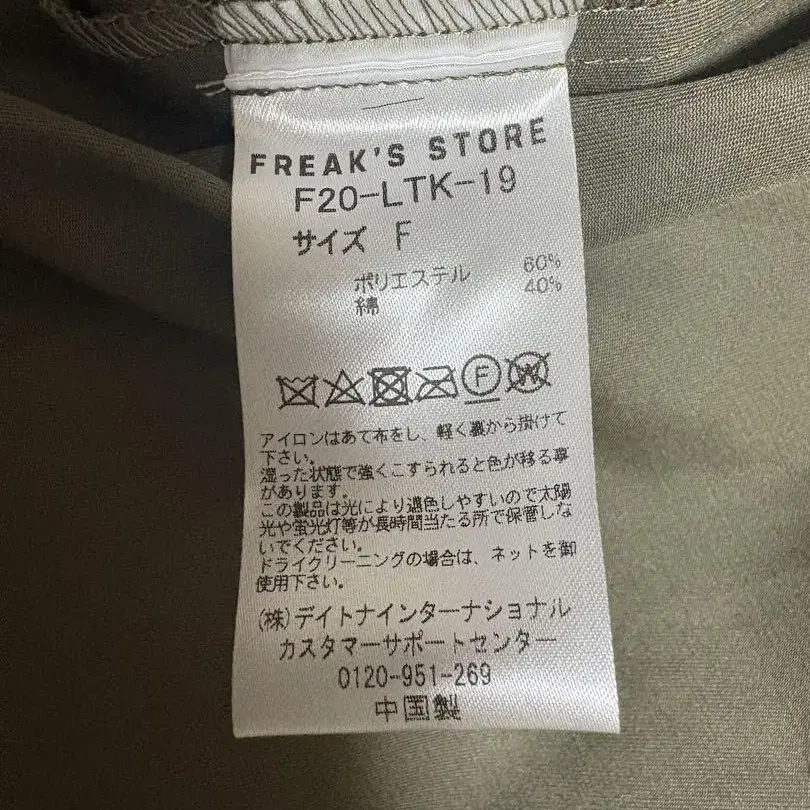 FREAK'S STORE
F20-LTK-19
サイズ F
ポリエステル 60%
綿 40%
F
W
アイロンはあて布をし、軽く裏から掛けて
下さい。
湿った状態で強くこすられると色が移る事
があります。
この製品は光により退色しやすいので太陽
光や蛍光灯等が長時間当たる所で保管しな
いでください。
ドライクリーニングの場合は、ネットを御
使用下さい。
(株)デイトナインターナショナル
カスタマーサポートセンター
0120-951-269
中国製